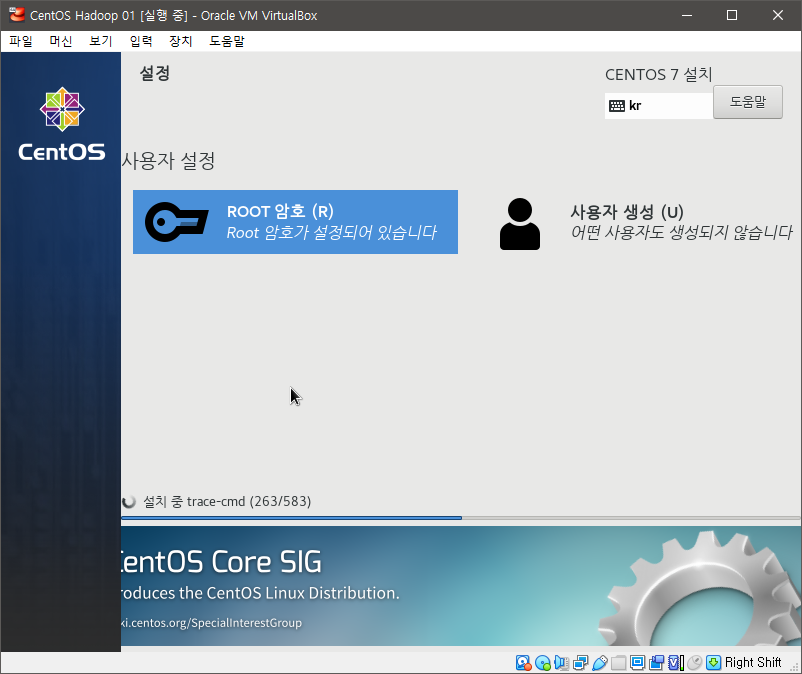 CentOS Hadoop 01 [실행 중] - Oracle VM VirtualBox
파일 머신 보기 입력 장치 도움말
CentOS
설정
CENTOS 7 설치
kr
도움말
사용자 설정
ROOT 암호 (R)
Root 암호가 설정되어 있습니다
사용자 생성 (U)
어떤 사용자도 생성되지 않습니다
설치 중 trace-cmd (263/583)
CentOS Core SIG
roduces the CentOS Linux Distribution.
ki.centos.org/SpecialInterestGroup
Right Shift